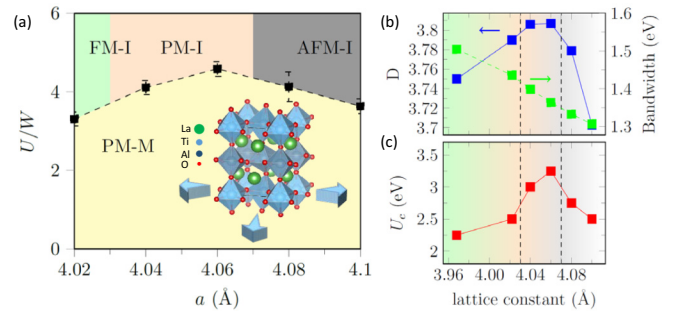 (a)
FM-I
PM-I
AFM-I
PM-M
La
Ti
Al
O
U/W
8
6
4
2
0
4.02
4.04
4.06
4.08
4.1
a (Å)
(b)
D
3.8
3.78
3.76
3.74
3.72
3.7
1.6
1.5
1.4
1.3
Bandwidth (eV)
(c)
Uc (eV)
3.5
3
2.5
2
3.96
4.00
4.04
4.08
lattice constant (Å)